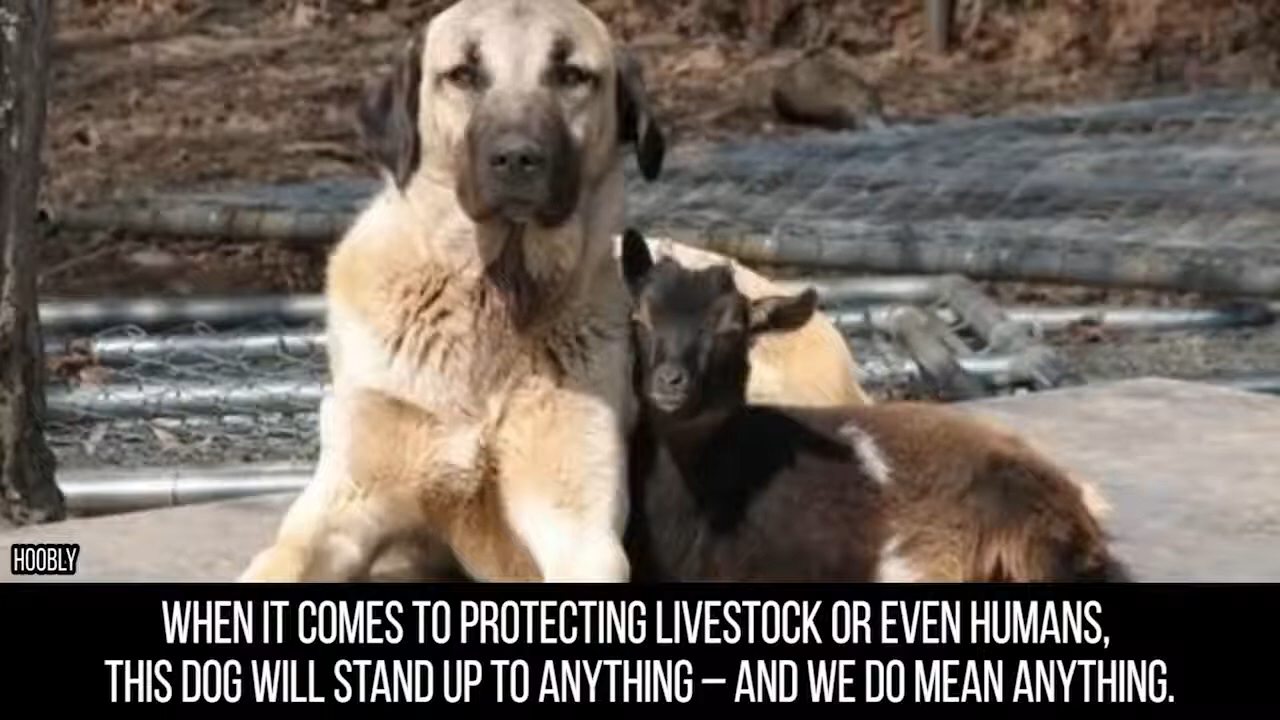 HOOBLY
WHEN IT COMES TO PROTECTING LIVESTOCK OR EVEN HUMANS,
THIS DOG WILL STAND UP TO ANYTHING – AND WE DO MEAN ANYTHING.